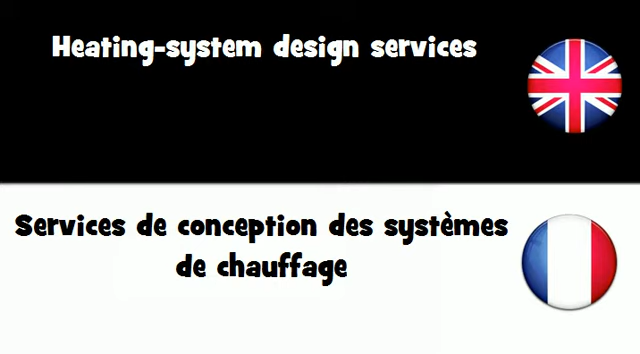 Heating-system design services
Services de conception des systèmes
de chauffage